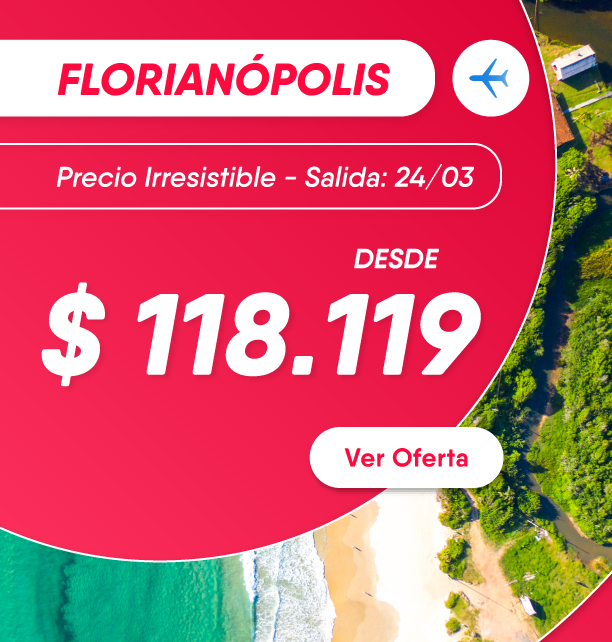 FLORIANÓPOLIS
Precio Irresistible - Salida: 24/03
DESDE
$ 118.119
Ver Oferta